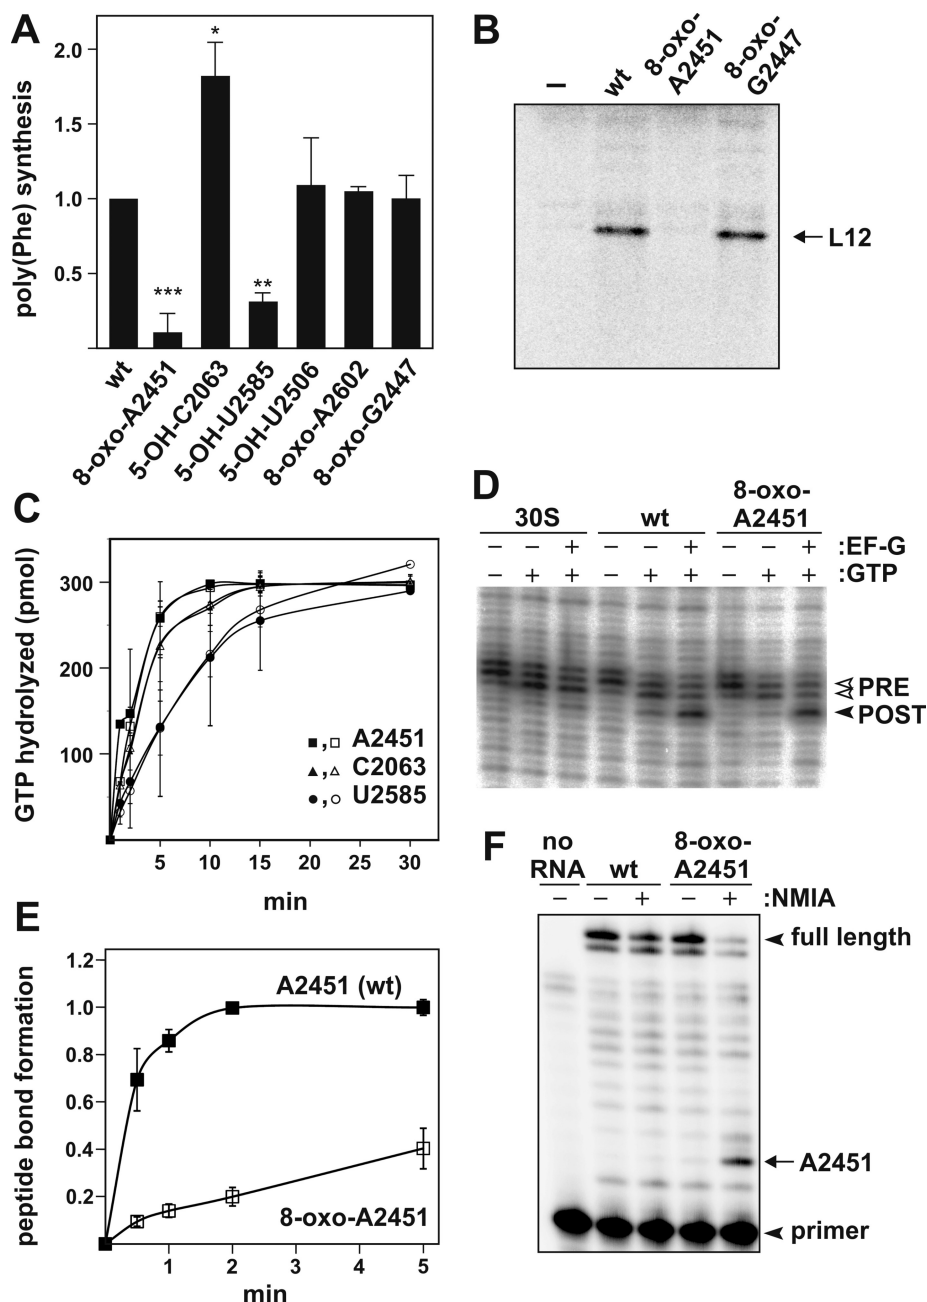 A
poly(Phe) synthesis
2.0
1.5
1.0
0.5
*
***
**
wt
8-oxo-A2451
5-OH-C2063
5-OH-U2585
5-OH-U2506
8-oxo-A2602
8-oxo-G2447
B
–
wt
8-oxo-
A2451
8-oxo-
G2447
L12
C
GTP hydrolyzed (pmol)
300
200
100
5
10
15
20
25
30
min
■,□ A2451
▲,△ C2063
●,○ U2585
D
30S
wt
8-oxo-
A2451
– – + – – + – – + :EF-G
– + + – + + – + + :GTP
PRE
POST
E
peptide bond formation
1.2
1.0
0.8
0.6
0.4
0.2
A2451 (wt)
8-oxo-A2451
1
2
3
4
5
min
F
no
RNA
wt
8-oxo-
A2451
– – + – + :NMIA
full length
A2451
primer